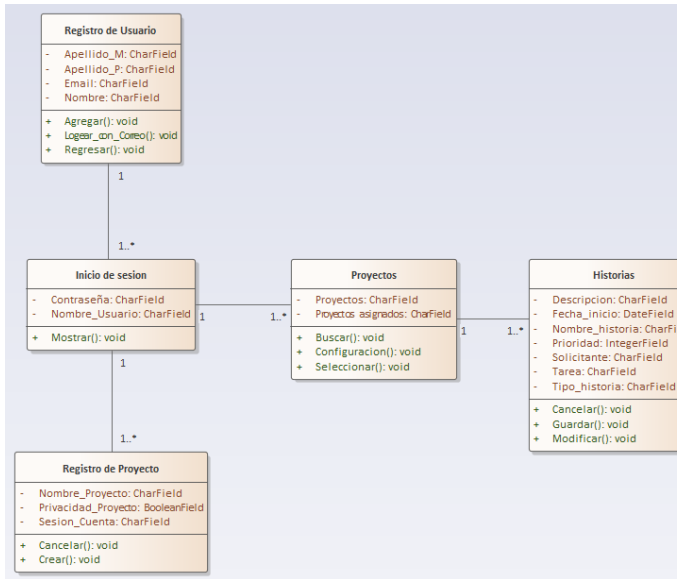 Registro de Usuario
- Apellido_M: CharField
- Apellido_P: CharField
- Email: CharField
- Nombre: CharField
+ Agregar(): void
+ Logear_con_Correo(): void
+ Regresar(): void
1
1..*
Inicio de sesion
- Contraseña: CharField
- Nombre_Usuario: CharField
+ Mostrar(): void
1
1..*
Proyectos
- Proyectos: CharField
- Proyectos asignados: CharField
+ Buscar(): void
+ Configuracion(): void
+ Seleccionar(): void
1
1..*
Historias
- Descripcion: CharField
- Fecha_inicio: DateField
- Nombre_historia: CharFi
- Prioridad: IntegerField
- Solicitante: CharField
- Tarea: CharField
- Tipo_historia: CharField
+ Cancelar(): void
+ Guardar(): void
+ Modificar(): void
1
1..*
Registro de Proyecto
- Nombre_Proyecto: CharField
- Privacidad_Proyecto: BooleanField
- Sesion_Cuenta: CharField
+ Cancelar(): void
+ Crear(): void